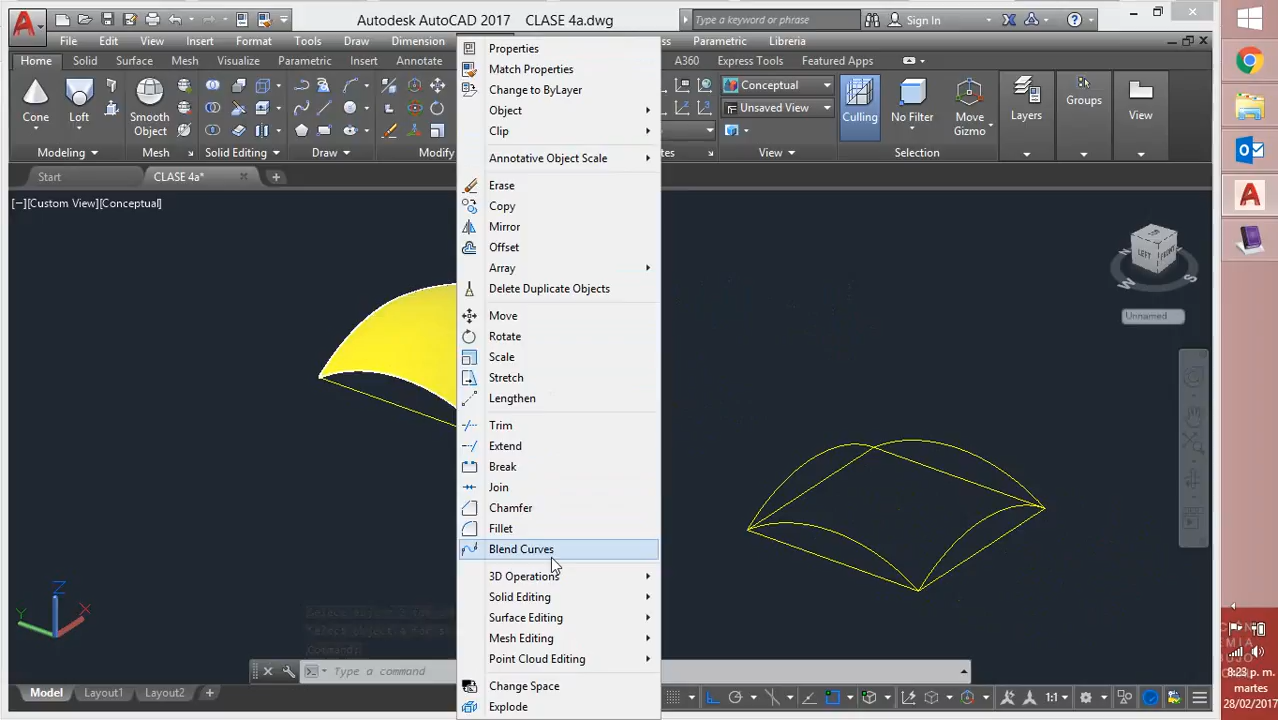 Autodesk AutoCAD 2017 CLASE 4a.dwg
Type a keyword or phrase
Sign In
File Edit View Insert Format Tools Draw Dimension Parametric Libreria
Home Solid Surface Mesh Visualize Parametric Insert Annotate A360 Express Tools Featured Apps
Cone
Loft
Smooth
Object
Conceptual
Unsaved View
Culling
No Filter
Move
Gizmo
Layers
Groups
View
Modeling
Mesh
Solid Editing
Draw
Modify
View
Selection
Start
CLASE 4a*
[−][Custom View][Conceptual]
Properties
Match Properties
Change to ByLayer
Object
Clip
Annotative Object Scale
Erase
Copy
Mirror
Offset
Array
Delete Duplicate Objects
Move
Rotate
Scale
Stretch
Lengthen
Trim
Extend
Break
Join
Chamfer
Fillet
Blend Curves
3D Operations
Solid Editing
Surface Editing
Mesh Editing
Point Cloud Editing
Change Space
Explode
LEFT
FRONT
W
S
Unnamed
Z
Y
X
Command:
Type a command
Model Layout1 Layout2
1:1
8:23 p. m.
martes
28/02/2017